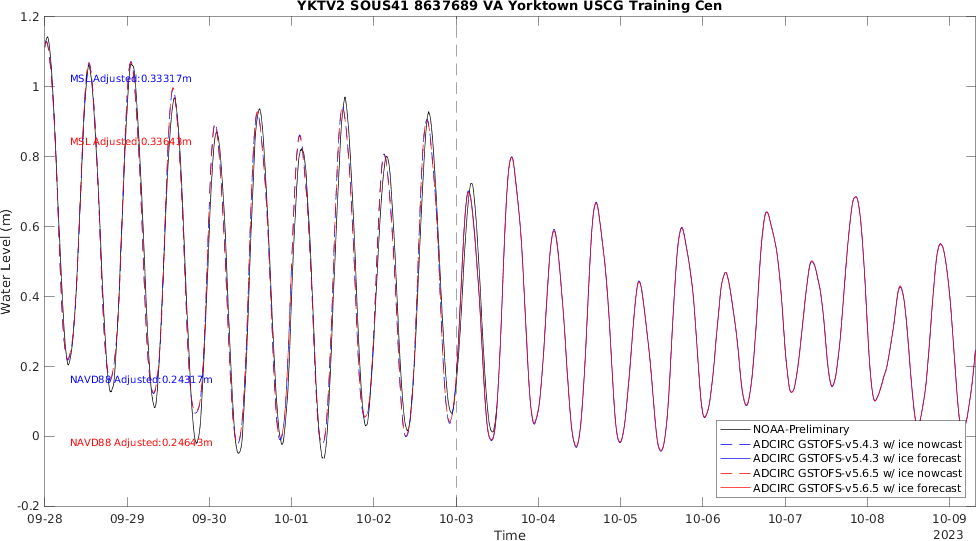 YKTV2 SOUS41 8637689 VA Yorktown USCG Training Cen
1.2
1
0.8
0.6
0.4
0.2
0
-0.2
Water Level (m)
MSL Adjusted:0.33317m
MSL Adjusted:0.33643m
NAVD88 Adjusted:0.24317m
NAVD88 Adjusted:0.24643m
NOAA-Preliminary
ADCIRC GSTOFS-v5.4.3 w/ ice nowcast
ADCIRC GSTOFS-v5.4.3 w/ ice forecast
ADCIRC GSTOFS-v5.6.5 w/ ice nowcast
ADCIRC GSTOFS-v5.6.5 w/ ice forecast
09-28 09-29 09-30 10-01 10-02 10-03 10-04 10-05 10-06 10-07 10-08 10-09
Time
2023